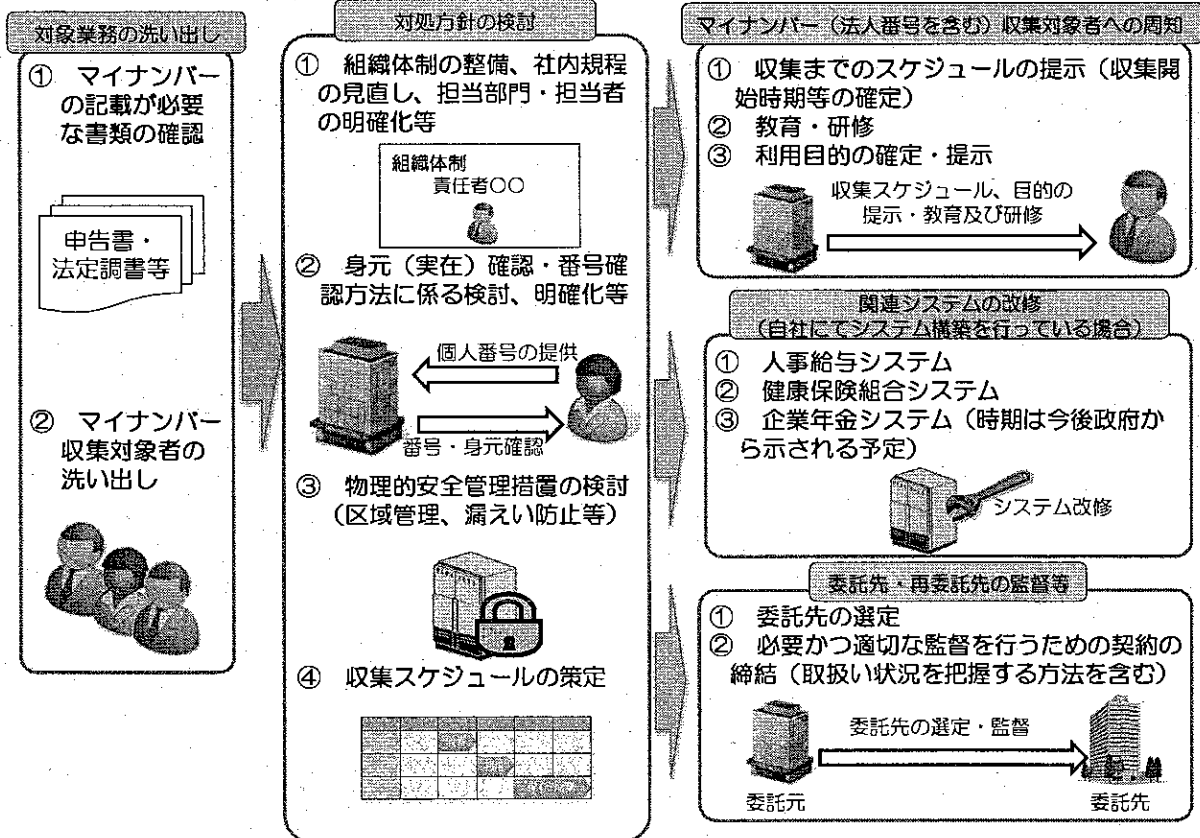 対象業務の洗い出し
① マイナンバー
の記載が必要
な書類の確認
申告書・
法定調書等
② マイナンバー
収集対象者の
洗い出し
対処方針の検討
① 組織体制の整備、社内規程
の見直し、担当部門・担当者
の明確化等
組織体制
責任者〇〇
② 身元（実在）確認・番号確
認方法に係る検討、明確化等
個人番号の提供
番号・身元確認
③ 物理的安全管理措置の検討
（区域管理、漏えい防止等）
④ 収集スケジュールの策定
マイナンバー（法人番号を含む）収集対象者への周知
① 収集までのスケジュールの提示（収集開
始時期等の確定）
② 教育・研修
③ 利用目的の確定・提示
収集スケジュール、目的の
提示・教育及び研修
関連システムの改修
（自社にてシステム構築を行っている場合）
① 人事給与システム
② 健康保険組合システム
③ 企業年金システム（時期は今後政府か
ら示される予定）
システム改修
委託先・再委託先の監督等
① 委託先の選定
② 必要かつ適切な監督を行うための契約の
締結（取扱い状況を把握する方法を含む）
委託先の選定・監督
委託元
委託先